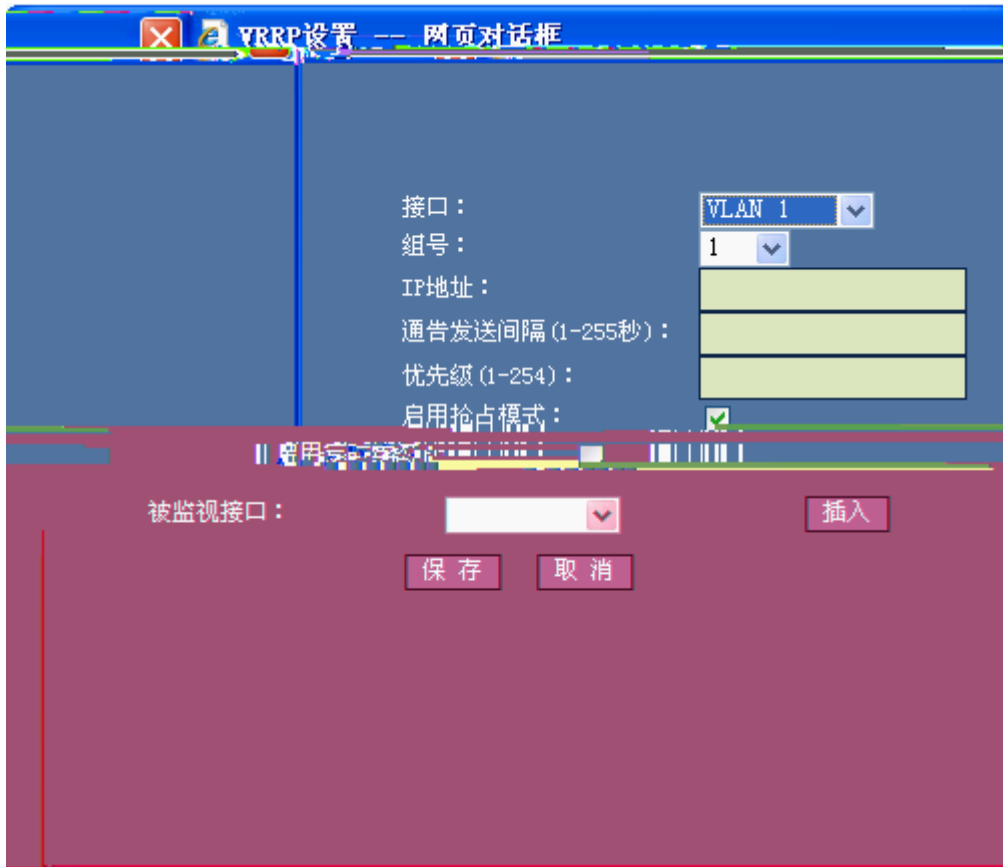 VRRP设置 -- 网页对话框
接口：
VLAN 1
组号：
1
IP地址：
通告发送间隔(1-255秒)：
优先级(1-254)：
启用抢占模式：
启用
被监视接口：
插入
保 存
取 消